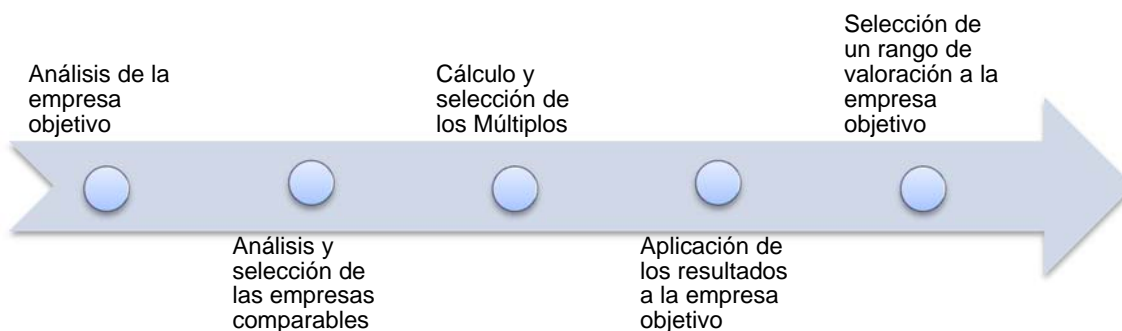 Análisis de la
empresa
objetivo
Análisis y
selección de
las empresas
comparables
Cálculo y
selección de
los Múltiplos
Aplicación de
los resultados
a la empresa
objetivo
Selección de
un rango de
valoración a la
empresa
objetivo